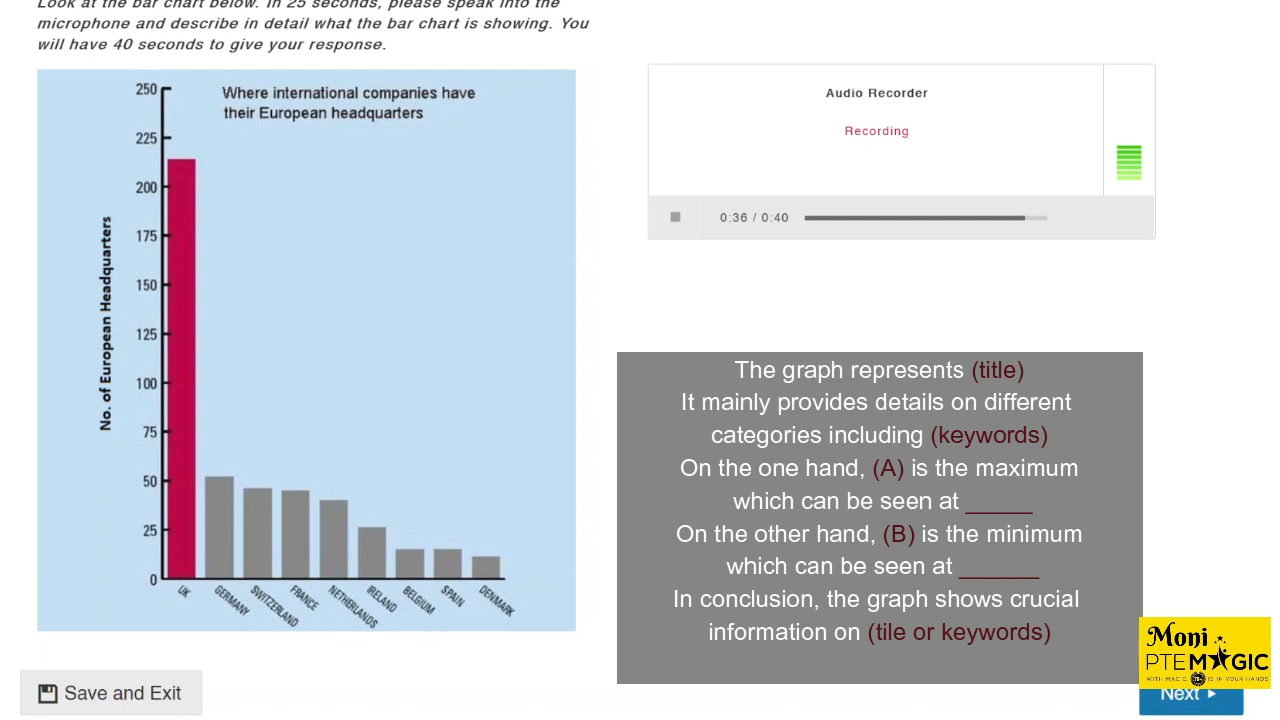 Look at the bar chart below. In 25 seconds, please speak into the
microphone and describe in detail what the bar chart is showing. You
will have 40 seconds to give your response.
Where international companies have
their European headquarters
No. of European Headquarters
250
225
200
175
150
125
100
75
50
25
0
UK
GERMANY
SWITZERLAND
FRANCE
NETHERLANDS
IRELAND
BELGIUM
SPAIN
DENMARK
Audio Recorder
Recording
0:36 / 0:40
The graph represents (title)
It mainly provides details on different
categories including (keywords)
On the one hand, (A) is the maximum
which can be seen at _____
On the other hand, (B) is the minimum
which can be seen at ______
In conclusion, the graph shows crucial
information on (tile or keywords)
Save and Exit
Moni
PTEMAGIC
WITH MAGIC IS IN YOUR HANDS
Next